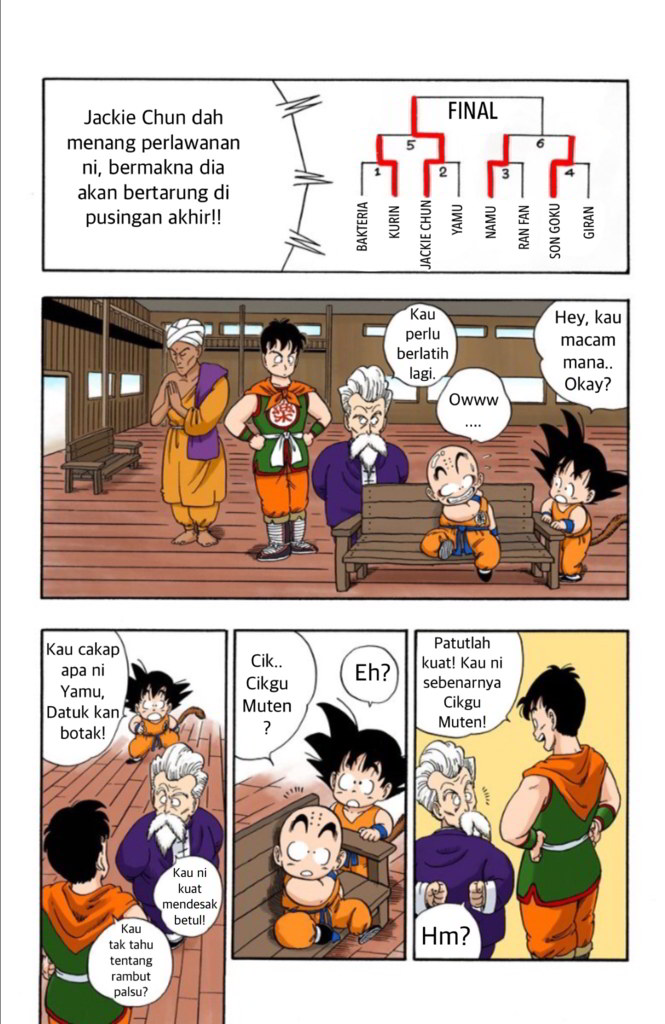 FINAL
5
6
1
2
3
4
BAKTERIA
KURIN
JACKIE CHUN
YAMU
NAMU
RAN FAN
SON GOKU
GIRAN
Jackie Chun dah
menang perlawanan
ni, bermakna dia
akan bertarung di
pusingan akhir!!
Hey, kau
macam
mana..
Okay?
Owww
....
Kau
perlu
berlatih
lagi.
樂
Patutlah
kuat! Kau ni
sebenarnya
Cikgu
Muten!
Hm?
Eh?
Cik..
Cikgu
Muten
?
Kau cakap
apa ni
Yamu,
Datuk kan
botak!
Kau ni
kuat
mendesak
betul!
Kau
tak tahu
tentang
rambut
palsu?